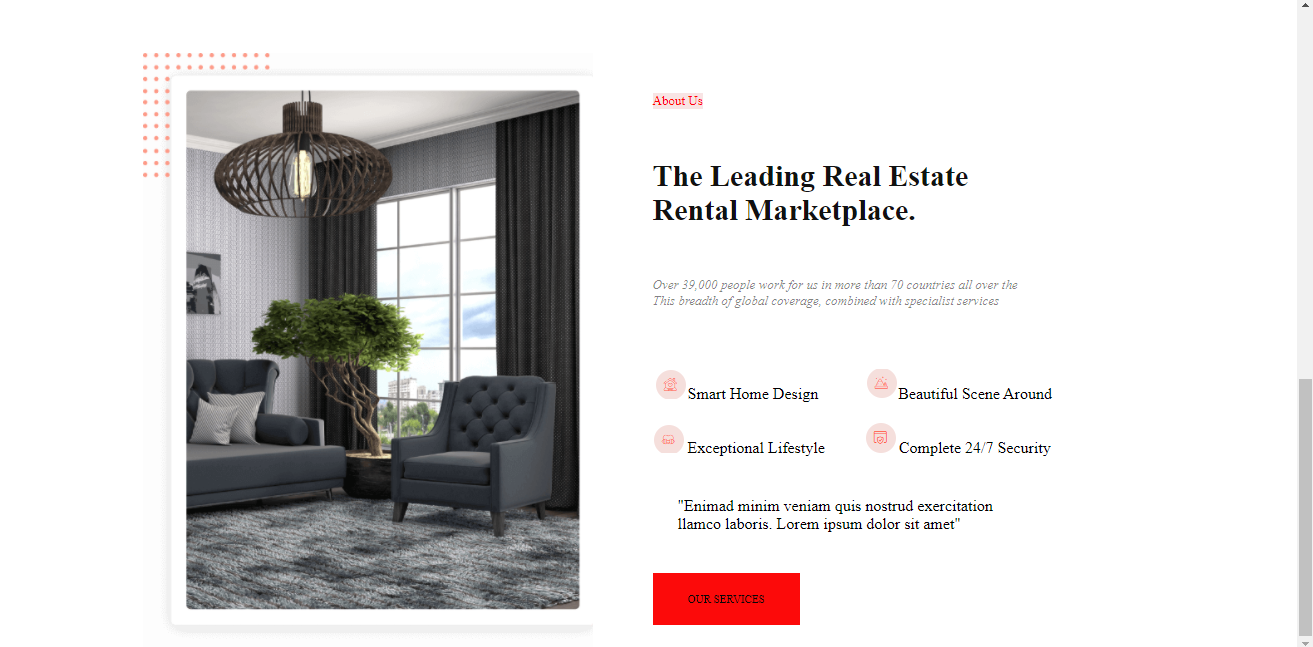 About Us
The Leading Real Estate
Rental Marketplace.
Over 39,000 people work for us in more than 70 countries all over the
This breadth of global coverage, combined with specialist services
Smart Home Design
Beautiful Scene Around
Exceptional Lifestyle
Complete 24/7 Security
"Enimad minim veniam quis nostrud exercitation
llamco laboris. Lorem ipsum dolor sit amet"
OUR SERVICES